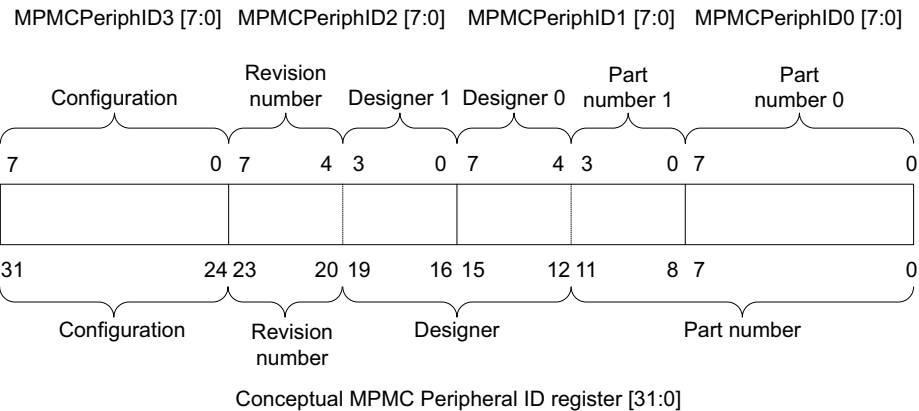 MPMCPeriphID3 [7:0] MPMCPeriphID2 [7:0] MPMCPeriphID1 [7:0] MPMCPeriphID0 [7:0]
Configuration Revision number Designer 1 Designer 0 Part number 1 Part number 0
7 0 7 4 3 0 7 4 3 0 7 0
31 24 23 20 19 16 15 12 11 8 7 0
Configuration Revision number Designer Part number
Conceptual MPMC Peripheral ID register [31:0]